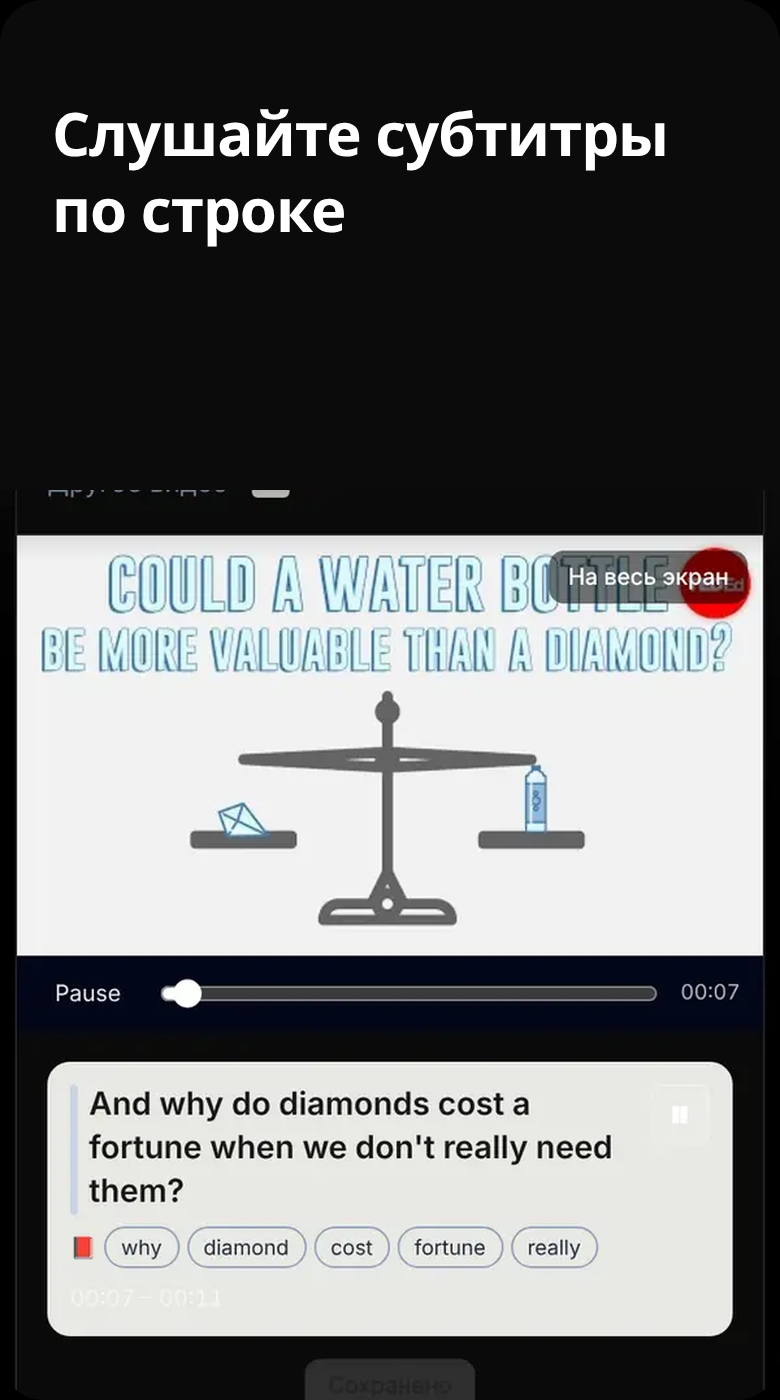 Слушайте субтитры
по строке
Другое видео
COULD A WATER BOTTLE
На весь экран
BE MORE VALUABLE THAN A DIAMOND?
Pause
00:07
And why do diamonds cost a
fortune when we don't really need
them?
why diamond cost fortune really
00:07 – 00:11
Сохранено